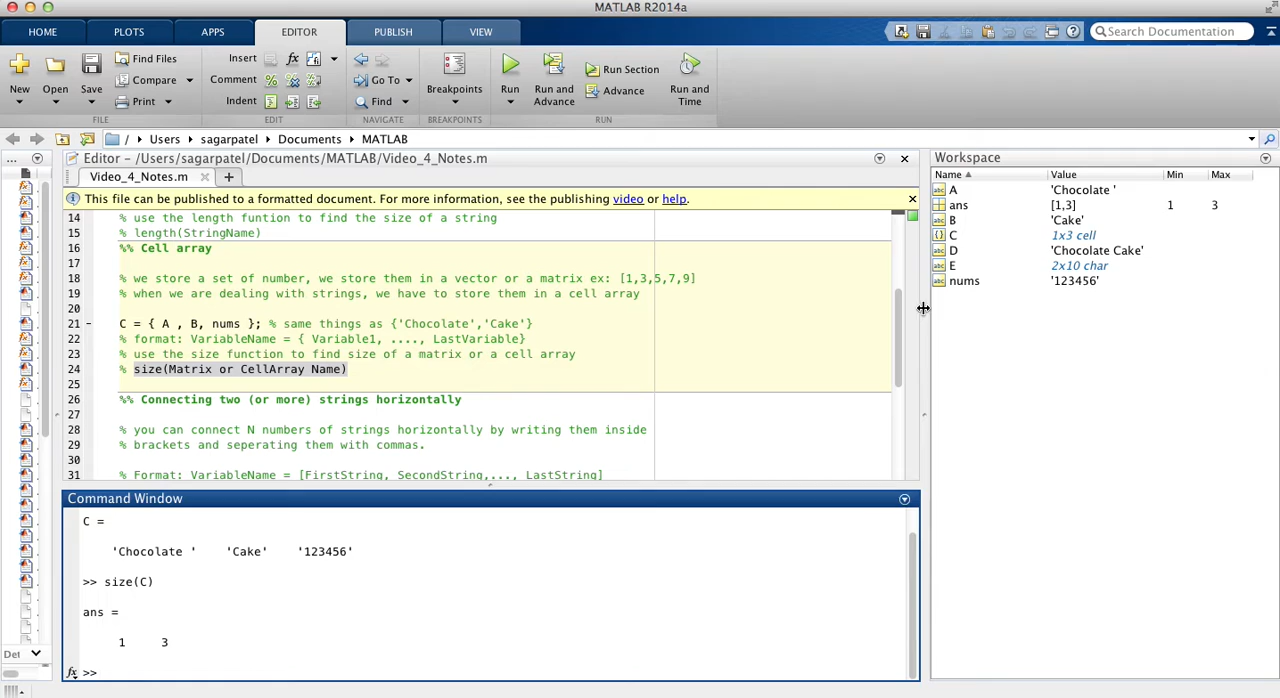 MATLAB R2014a
HOME PLOTS APPS EDITOR PUBLISH VIEW
Search Documentation
New Open Save Find Files Compare Print
FILE
Insert Comment Indent
EDIT
Go To Find
NAVIGATE
Breakpoints
BREAKPOINTS
Run Run and Advance Run Section Advance Run and Time
RUN
/ Users sagarpatel Documents MATLAB
Editor - /Users/sagarpatel/Documents/MATLAB/Video_4_Notes.m
Video_4_Notes.m
This file can be published to a formatted document. For more information, see the publishing video or help.
14 % use the length funtion to find the size of a string
15 % length(StringName)
16 %% Cell array
17
18 % we store a set of number, we store them in a vector or a matrix ex: [1,3,5,7,9]
19 % when we are dealing with strings, we have to store them in a cell array
20
21 - C = { A , B, nums }; % same things as {'Chocolate','Cake'}
22 % format: VariableName = { Variable1, ...., LastVariable}
23 % use the size function to find size of a matrix or a cell array
24 % size(Matrix or CellArray Name)
25
26 %% Connecting two (or more) strings horizontally
27
28 % you can connect N numbers of strings horizontally by writing them inside
29 % brackets and seperating them with commas.
30
31 % Format: VariableName = [FirstString, SecondString,..., LastString]
Command Window
C =
'Chocolate ' 'Cake' '123456'
>> size(C)
ans =
1 3
fx >>
Det
Workspace
Name Value Min Max
A 'Chocolate '
ans [1,3] 1 3
B 'Cake'
C 1x3 cell
D 'Chocolate Cake'
E 2x10 char
nums '123456'